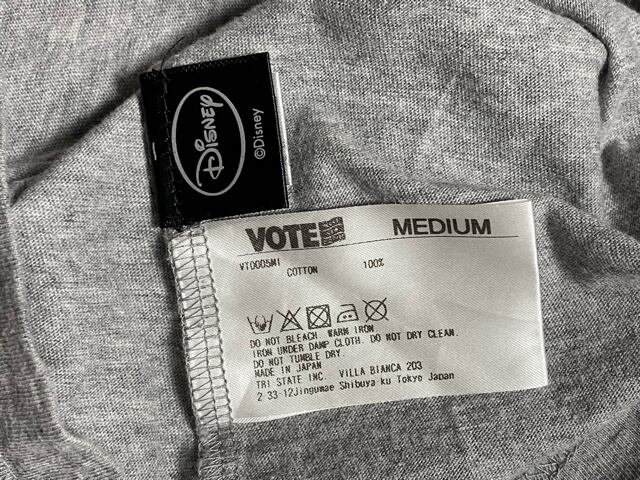 Disney
©Disney
VOTE MEDIUM
VT0005M1
COTTON 100%
DO NOT BLEACH. WARM IRON.
IRON UNDER DAMP CLOTH. DO NOT DRY CLEAN.
DO NOT TUMBLE DRY.
MADE IN JAPAN
TRI STATE INC. VILLA BIANCA 203
2-33-12Jingumae Shibuya-ku Tokyo Japan